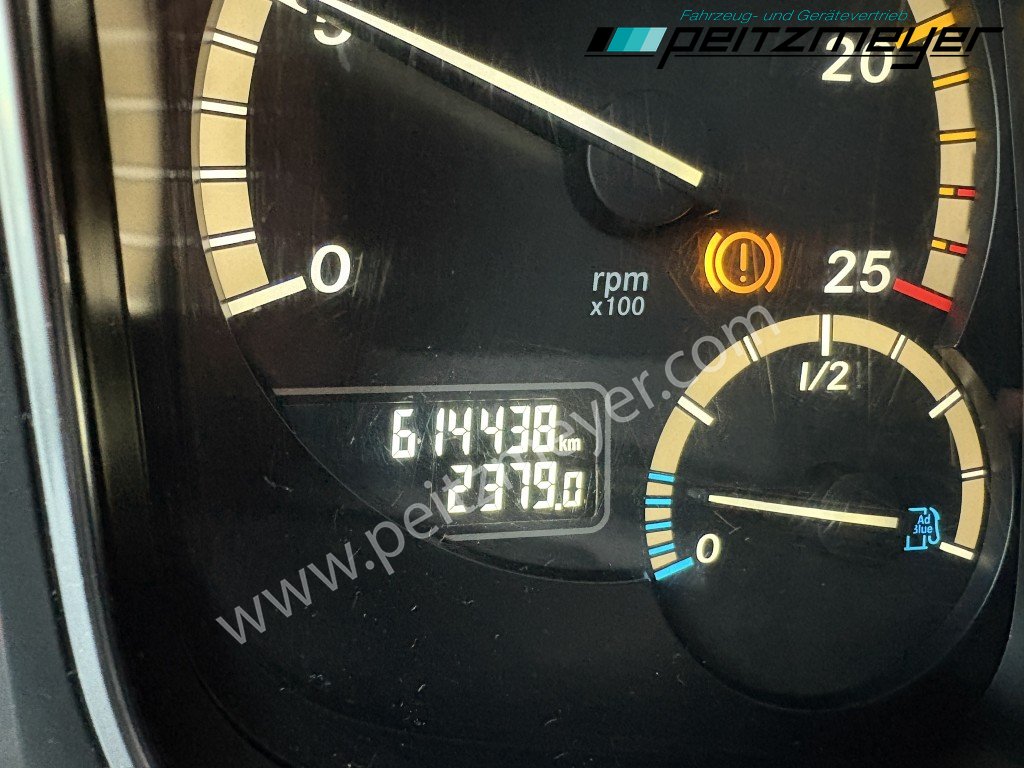 Fahrzeug- und Gerätevertrieb
peitzmeyer
5
20
0
25
rpm
x100
1/2
614438 km
2379.0
0
Ad
Blue
www.peitzmeyer.com